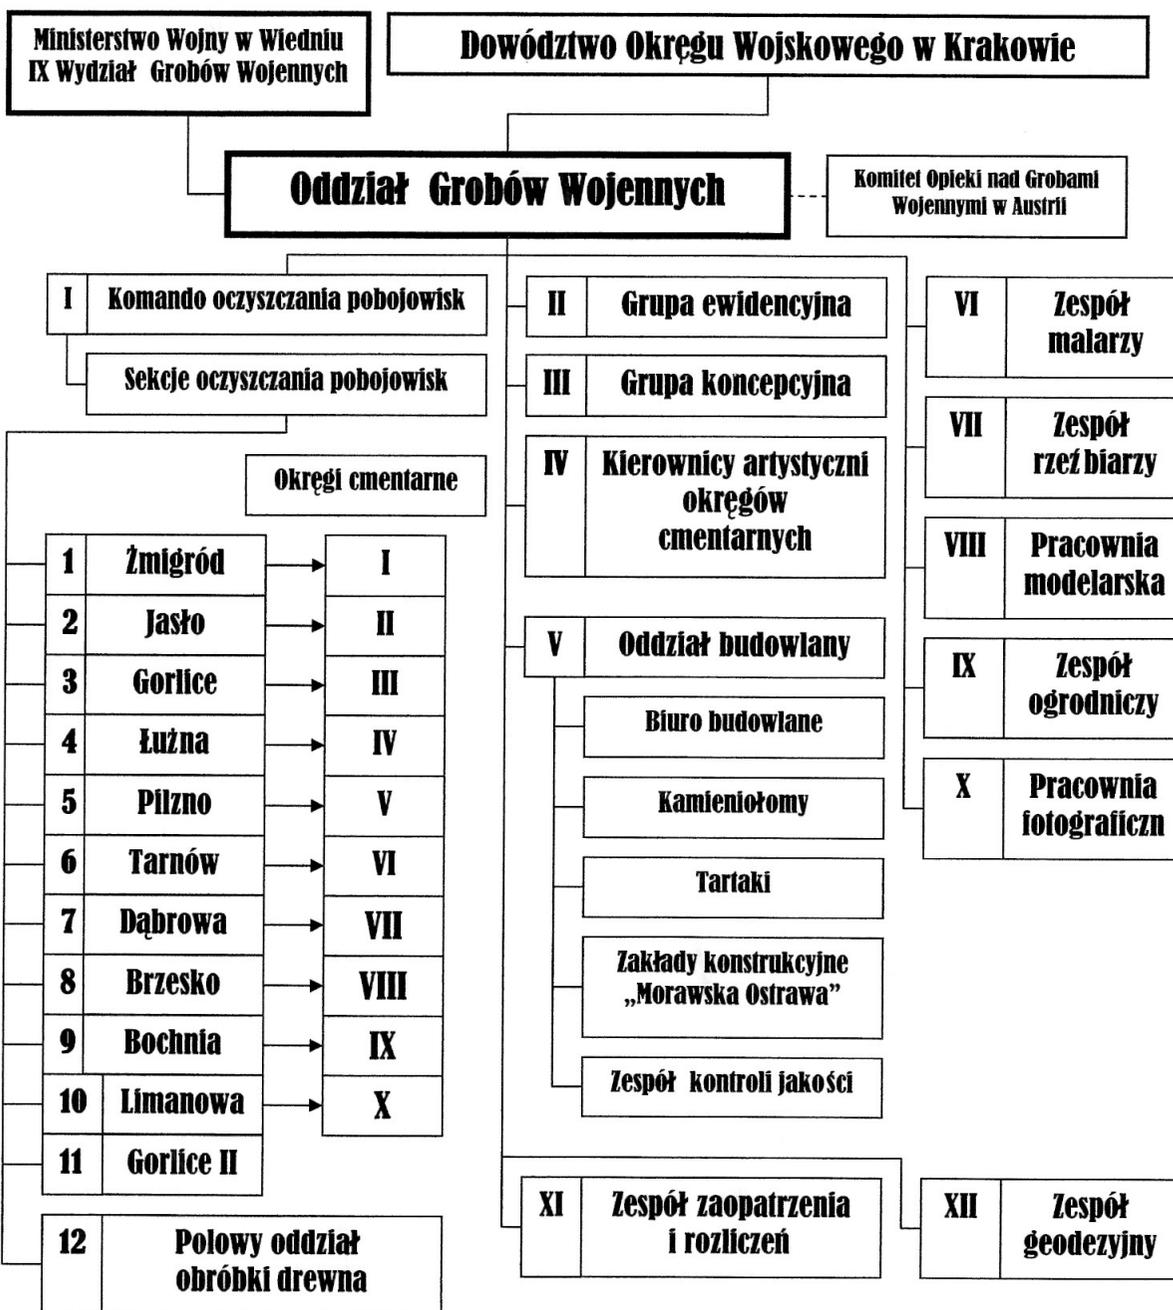 Ministerstwo Wojny w Wiedniu
IX Wydział Grobów Wojennych
Dowództwo Okręgu Wojskowego w Krakowie
Oddział Grobów Wojennych
Komitet Opieki nad Grobami
Wojennymi w Austrii
I Komando oczyszczania pobojowisk
Sekcje oczyszczania pobojowisk
Okręgi cmentarne
1 Żmigród I
2 Jasło II
3 Gorlice III
4 Łużna IV
5 Pilzno V
6 Tarnów VI
7 Dąbrowa VII
8 Brzesko VIII
9 Bochnia IX
10 Limanowa X
11 Gorlice II
12 Polowy oddział
obróbki drewna
II Grupa ewidencyjna
III Grupa koncepcyjna
IV Kierownicy artystyczni
okręgów
cmentarnych
V Oddział budowlany
Biuro budowlane
Kamieniołomy
Tartaki
Zakłady konstrukcyjne
„Morawska Ostrawa”
Zespół kontroli jakości
VI Zespół
malarzy
VII Zespół
rzeź biarzy
VIII Pracownia
modelarska
IX Zespół
ogrodniczy
X Pracownia
fotograficzn
XI Zespół zaopatrzenia
i rozliczeń
XII Zespół
geodezyjny